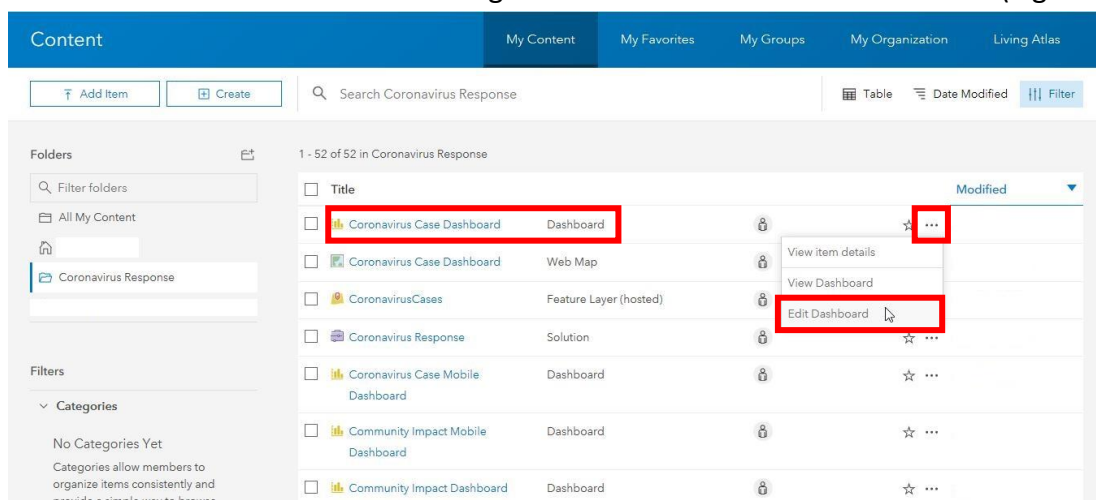 Content
My Content
My Favorites
My Groups
My Organization
Living Atlas
Add Item
Create
Search Coronavirus Response
Table
Date Modified
Filter
Folders
1 - 52 of 52 in Coronavirus Response
Filter folders
Title
Modified
All My Content
Coronavirus Case Dashboard Dashboard
View item details
Coronavirus Case Dashboard Web Map
Coronavirus Response
View Dashboard
CoronavirusCases Feature Layer (hosted)
Edit Dashboard
Coronavirus Response Solution
Filters
Coronavirus Case Mobile
Dashboard
Dashboard
Categories
No Categories Yet
Community Impact Mobile
Dashboard
Dashboard
Categories allow members to
organize items consistently and
Community Impact Dashboard Dashboard